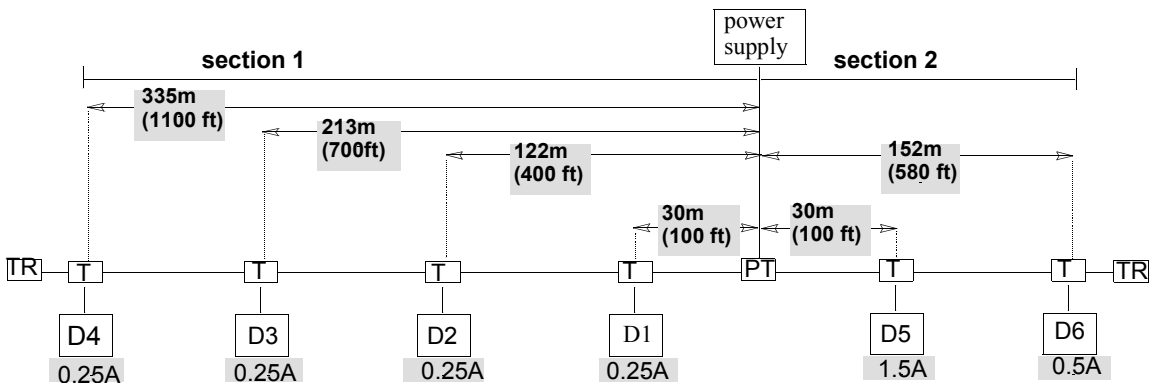 power
supply
section 1
section 2
335m
(1100 ft)
213m
(700ft)
122m
(400 ft)
152m
(580 ft)
30m
(100 ft)
30m
(100 ft)
TR
T
T
T
T
PT
T
T
TR
D4
D3
D2
D1
D5
D6
0.25A
0.25A
0.25A
0.25A
1.5A
0.5A